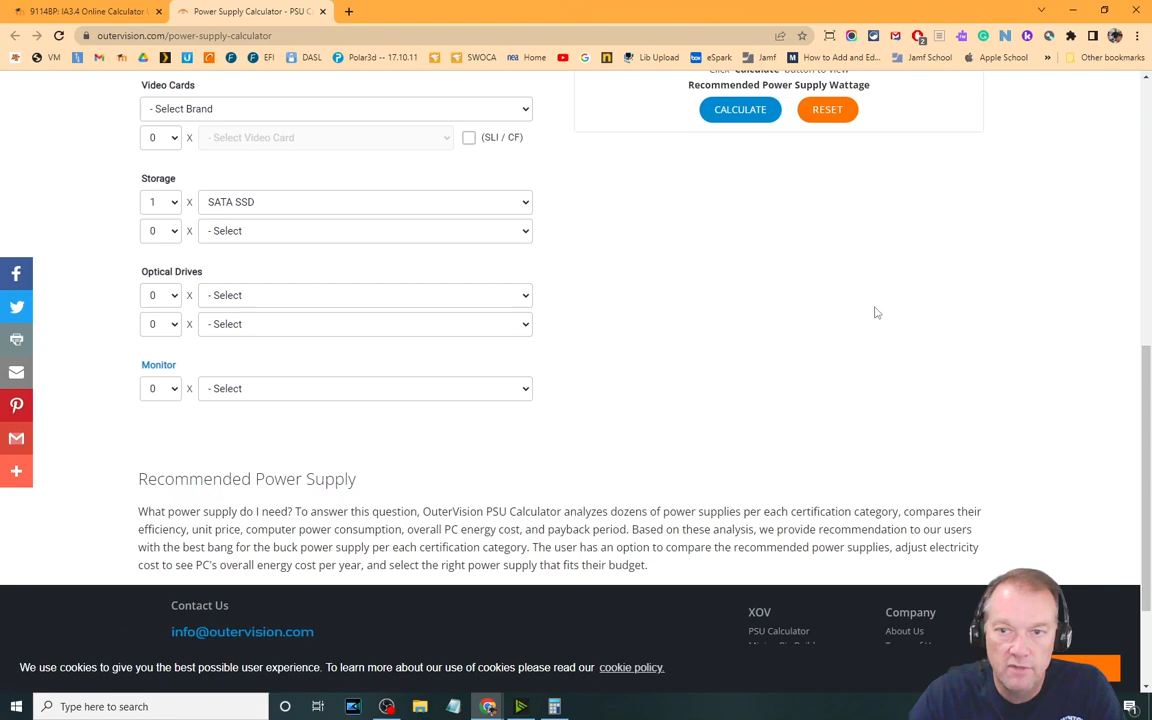 9114BP: IA3.4 Online Calculator
Power Supply Calculator - PSU C
outervision.com/power-supply-calculator
VM
EFI
DASL
Polar3d -- 17.10.11
SWOCA
nea Home
Lib Upload
box eSpark
Jamf
M How to Add and Ed...
Jamf School
Apple School
»
Other bookmarks
Video Cards
- Select Brand
0 X - Select Video Card (SLI / CF)
Storage
1 X SATA SSD
0 X - Select
Optical Drives
0 X - Select
0 X - Select
Monitor
0 X - Select
Click "Calculate" button to view
Recommended Power Supply Wattage
CALCULATE RESET
Recommended Power Supply
What power supply do I need? To answer this question, OuterVision PSU Calculator analyzes dozens of power supplies per each certification category, compares their
efficiency, unit price, computer power consumption, overall PC energy cost, and payback period. Based on these analysis, we provide recommendation to our users
with the best bang for the buck power supply per each certification category. The user has an option to compare the recommended power supplies, adjust electricity
cost to see PC's overall energy cost per year, and select the right power supply that fits their budget.
Contact Us
info@outervision.com
XOV
PSU Calculator
Company
About Us
We use cookies to give you the best possible user experience. To learn more about our use of cookies please read our cookie policy.
Type here to search